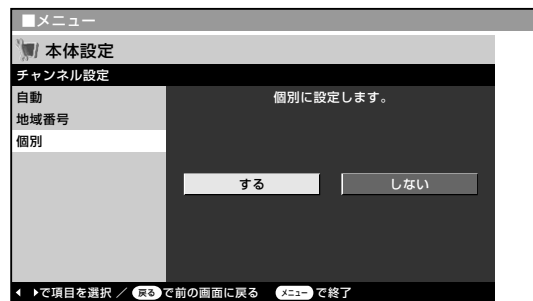 ■メニュー
本体設定
チャンネル設定
自動
地域番号
個別
個別に設定します。
する しない
で項目を選択 / 戻る で前の画面に戻る メニュー で終了